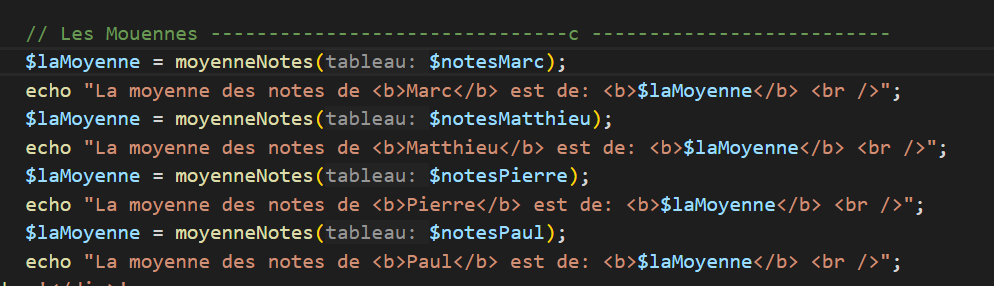 // Les Mouennes -------------------------------c --------------------------
$laMoyenne = moyenneNotes(tableau: $notesMarc);
echo "La moyenne des notes de <b>Marc</b> est de: <b>$laMoyenne</b> <br />";
$laMoyenne = moyenneNotes(tableau: $notesMatthieu);
echo "La moyenne des notes de <b>Matthieu</b> est de: <b>$laMoyenne</b> <br />";
$laMoyenne = moyenneNotes(tableau: $notesPierre);
echo "La moyenne des notes de <b>Pierre</b> est de: <b>$laMoyenne</b> <br />";
$laMoyenne = moyenneNotes(tableau: $notesPaul);
echo "La moyenne des notes de <b>Paul</b> est de: <b>$laMoyenne</b> <br />";